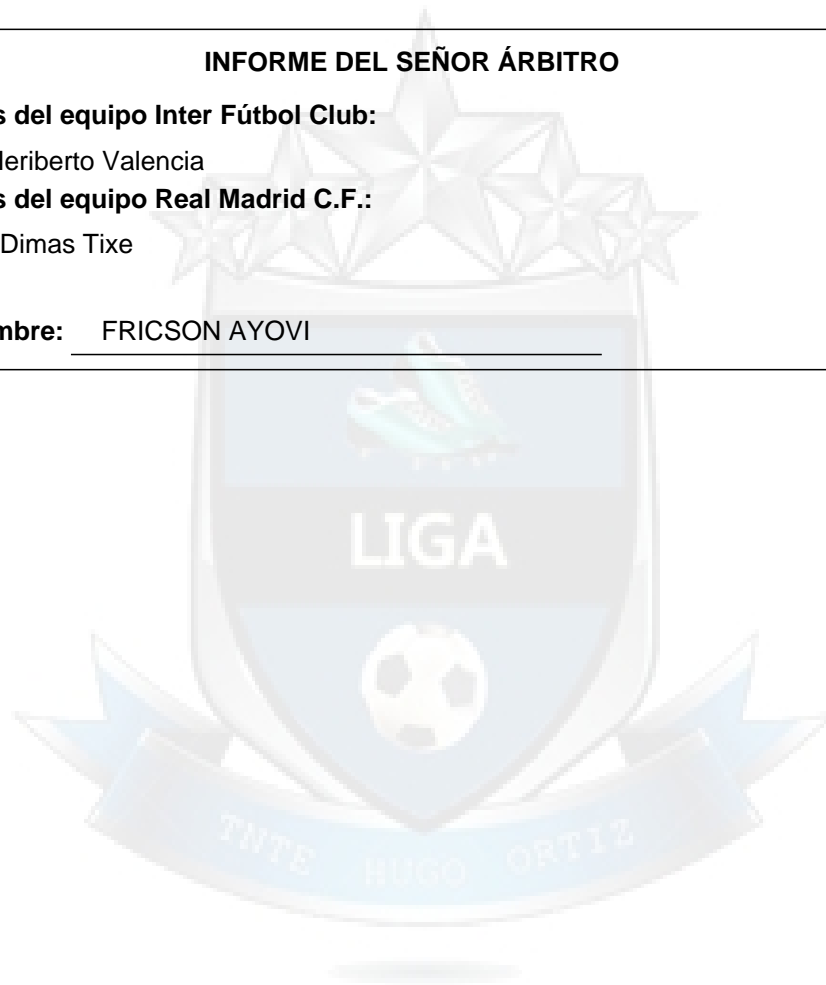 INFORME DEL SEÑOR ÁRBITRO
s del equipo Inter Fútbol Club:
eriberto Valencia
s del equipo Real Madrid C.F.:
Dimas Tixe
mbre: FRICSON AYOVI
LIGA
TNTE HUGO ORTIZ